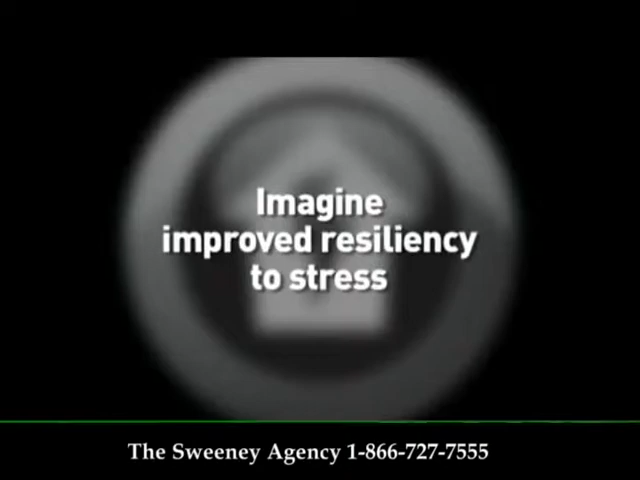 Imagine
improved resiliency
to stress
The Sweeney Agency 1-866-727-7555